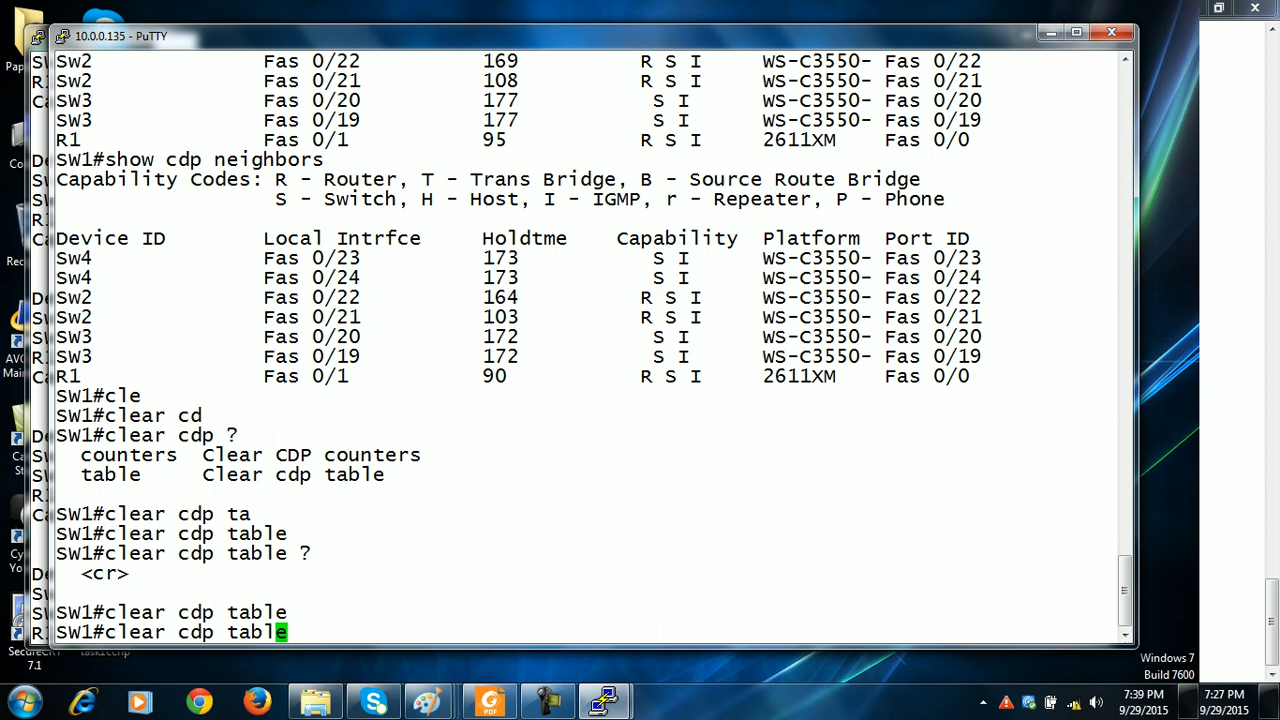 10.0.0.135 - PuTTY
Sw2 Fas 0/22 169 R S I WS-C3550- Fas 0/22
Sw2 Fas 0/21 108 R S I WS-C3550- Fas 0/21
SW3 Fas 0/20 177 S I WS-C3550- Fas 0/20
SW3 Fas 0/19 177 S I WS-C3550- Fas 0/19
R1 Fas 0/1 95 R S I 2611XM Fas 0/0
SW1#show cdp neighbors
Capability Codes: R - Router, T - Trans Bridge, B - Source Route Bridge
S - Switch, H - Host, I - IGMP, r - Repeater, P - Phone
Device ID Local Intrfce Holdtme Capability Platform Port ID
Sw4 Fas 0/23 173 S I WS-C3550- Fas 0/23
Sw4 Fas 0/24 173 S I WS-C3550- Fas 0/24
Sw2 Fas 0/22 164 R S I WS-C3550- Fas 0/22
Sw2 Fas 0/21 103 R S I WS-C3550- Fas 0/21
SW3 Fas 0/20 172 S I WS-C3550- Fas 0/20
SW3 Fas 0/19 172 S I WS-C3550- Fas 0/19
R1 Fas 0/1 90 R S I 2611XM Fas 0/0
SW1#cle
SW1#clear cd
SW1#clear cdp ?
counters Clear CDP counters
table Clear cdp table
SW1#clear cdp ta
SW1#clear cdp table
SW1#clear cdp table ?
<cr>
SW1#clear cdp table
SW1#clear cdp table
7.1
Windows 7
Build 7600
PDF
7:39 PM
9/29/2015
7:27 PM
9/29/2015